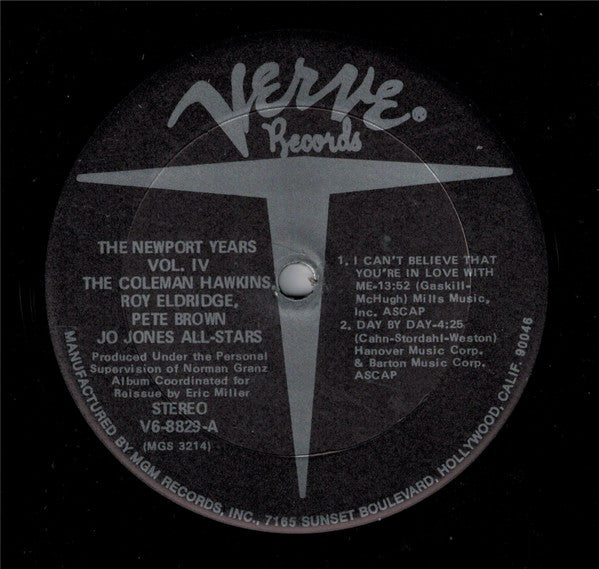 Verve®
Records
THE NEWPORT YEARS
VOL. IV
THE COLEMAN HAWKINS,
ROY ELDRIDGE,
PETE BROWN
JO JONES ALL-STARS
Produced Under the Personal
Supervision of Norman Granz
Album Coordinated for
Reissue by Eric Miller
STEREO
V6-8829-A
(MGS 3214)
1. I CAN'T BELIEVE THAT
YOU'RE IN LOVE WITH
ME-13:52 (Gaskill-
McHugh) Mills Music,
Inc. ASCAP
2. DAY BY DAY-4:25
(Cahn-Stordahl-Weston)
Hanover Music Corp.
& Barton Music Corp.
ASCAP
MANUFACTURED BY MGM RECORDS, INC., 7165 SUNSET BOULEVARD, HOLLYWOOD, CALIF. 90046